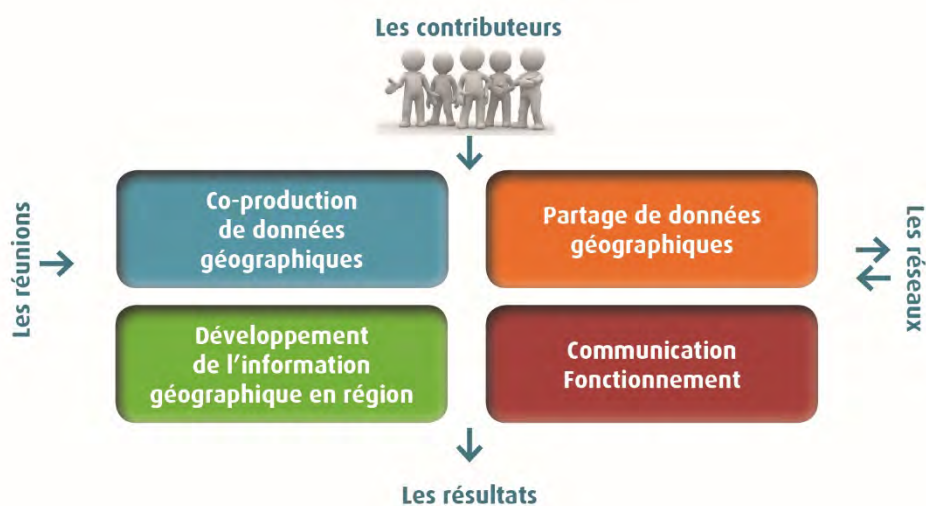 Les contributeurs
Les réunions
Co-production
de données
géographiques
Partage de données
géographiques
Les réseaux
Développement
de l'information
géographique en région
Communication
Fonctionnement
Les résultats